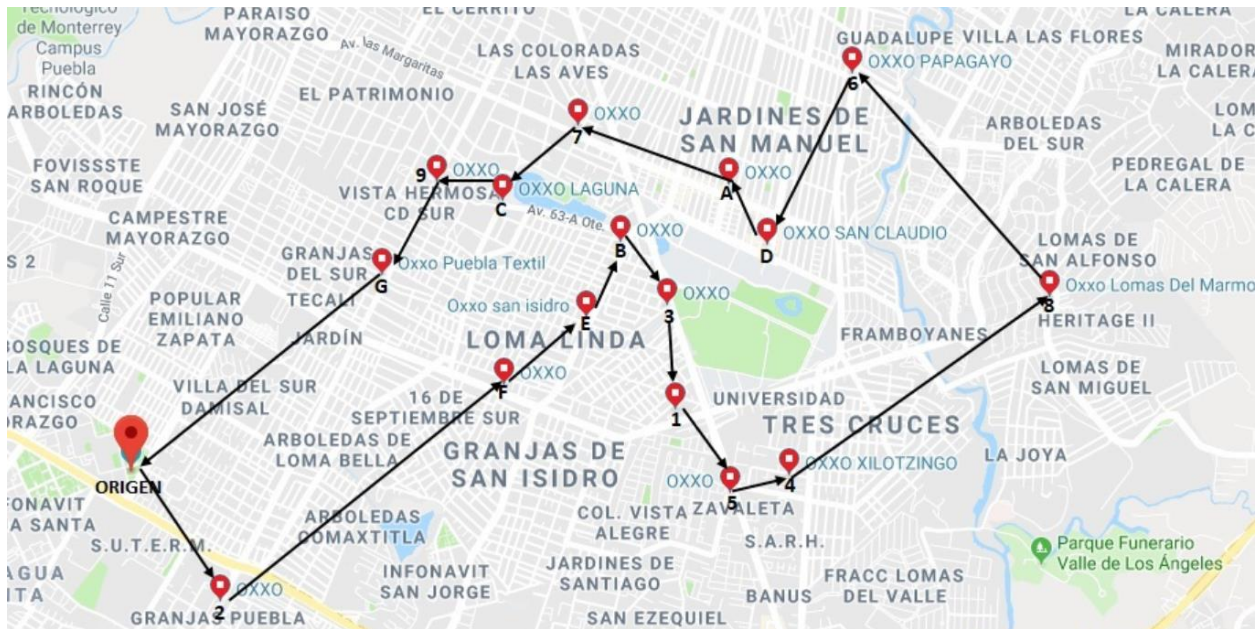 Tecnológico
de Monterrey
Campus
Puebla
PARAISO
MAYORAZGO
EL CERRITO
LA CALERA
Av. las Margaritas
LAS COLORADAS
LAS AVES
GUADALUPE
VILLA LAS FLORES
OXXO PAPAGAYO
6
MIRADOR
LA CALERA
RINCÓN
ARBOLEDAS
EL PATRIMONIO
SAN JOSÉ
MAYORAZGO
OXXO
7
JARDINES DE
SAN MANUEL
ARBOLEDAS
DEL SUR
PEDREGAL DE
LA CALERA
FOVISSSTE
SAN ROQUE
9
OXXO
VISTA HERMOSA
CD SUR
OXXO LAGUNA
C
OXXO
A
CAMPESTRE
MAYORAZGO
Av. 63-A Ote.
OXXO
B
OXXO SAN CLAUDIO
D
LOMAS DE
SAN ALFONSO
S 2
Calle 11 Sur
GRANJAS
DEL SUR
TECALI
Oxxo Puebla Textil
G
Oxxo san isidro
E
OXXO
3
Oxxo Lomas Del Marmo
8
HERITAGE II
POPULAR
EMILIANO
ZAPATA
JARDÍN
LOMA LINDA
FRAMBOYANES
BOSQUES DE
LA LAGUNA
LOMAS DE
SAN MIGUEL
VILLA DEL SUR
DAMISAL
OXXO
F
16 DE
SEPTIEMBRE SUR
1
UNIVERSIDAD
TRES CRUCES
ARBOLEDAS DE
LOMA BELLA
GRANJAS DE
SAN ISIDRO
LA JOYA
ORIGEN
OXXO
5
OXXO XILOTZINGO
4
ZAVALETA
COL. VISTA
ALEGRE
ARBOLEDAS
COMAXTITLA
S.U.T.E.R.M.
S.A.R.H.
Parque Funerario
Valle de Los Ángeles
INFONAVIT
SAN JORGE
JARDINES DE
SANTIAGO
FRACC LOMAS
DEL VALLE
OXXO
2
BANUS
GRANJAS PUEBLA
SAN EZEQUIEL